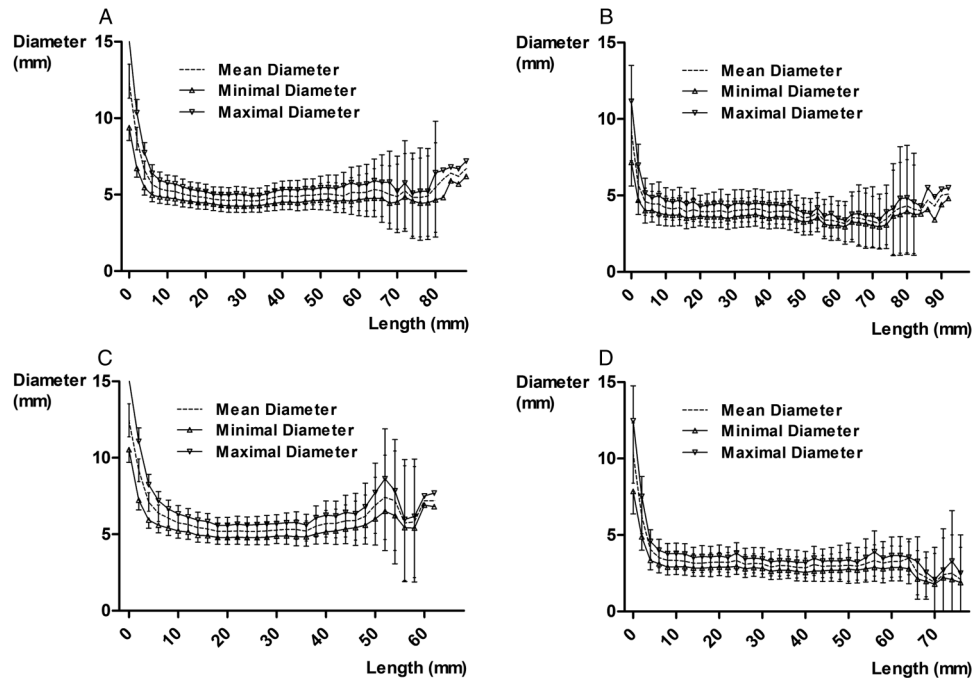 A
Diameter
(mm)
15
10
5
0
Mean Diameter
Minimal Diameter
Maximal Diameter
0 10 20 30 40 50 60 70 80
Length (mm)
B
Diameter
(mm)
15
10
5
0
Mean Diameter
Minimal Diameter
Maximal Diameter
0 10 20 30 40 50 60 70 80 90
Length (mm)
C
Diameter
(mm)
15
10
5
0
Mean Diameter
Minimal Diameter
Maximal Diameter
0 10 20 30 40 50 60
Length (mm)
D
Diameter
(mm)
15
10
5
0
Mean Diameter
Minimal Diameter
Maximal Diameter
0 10 20 30 40 50 60 70
Length (mm)